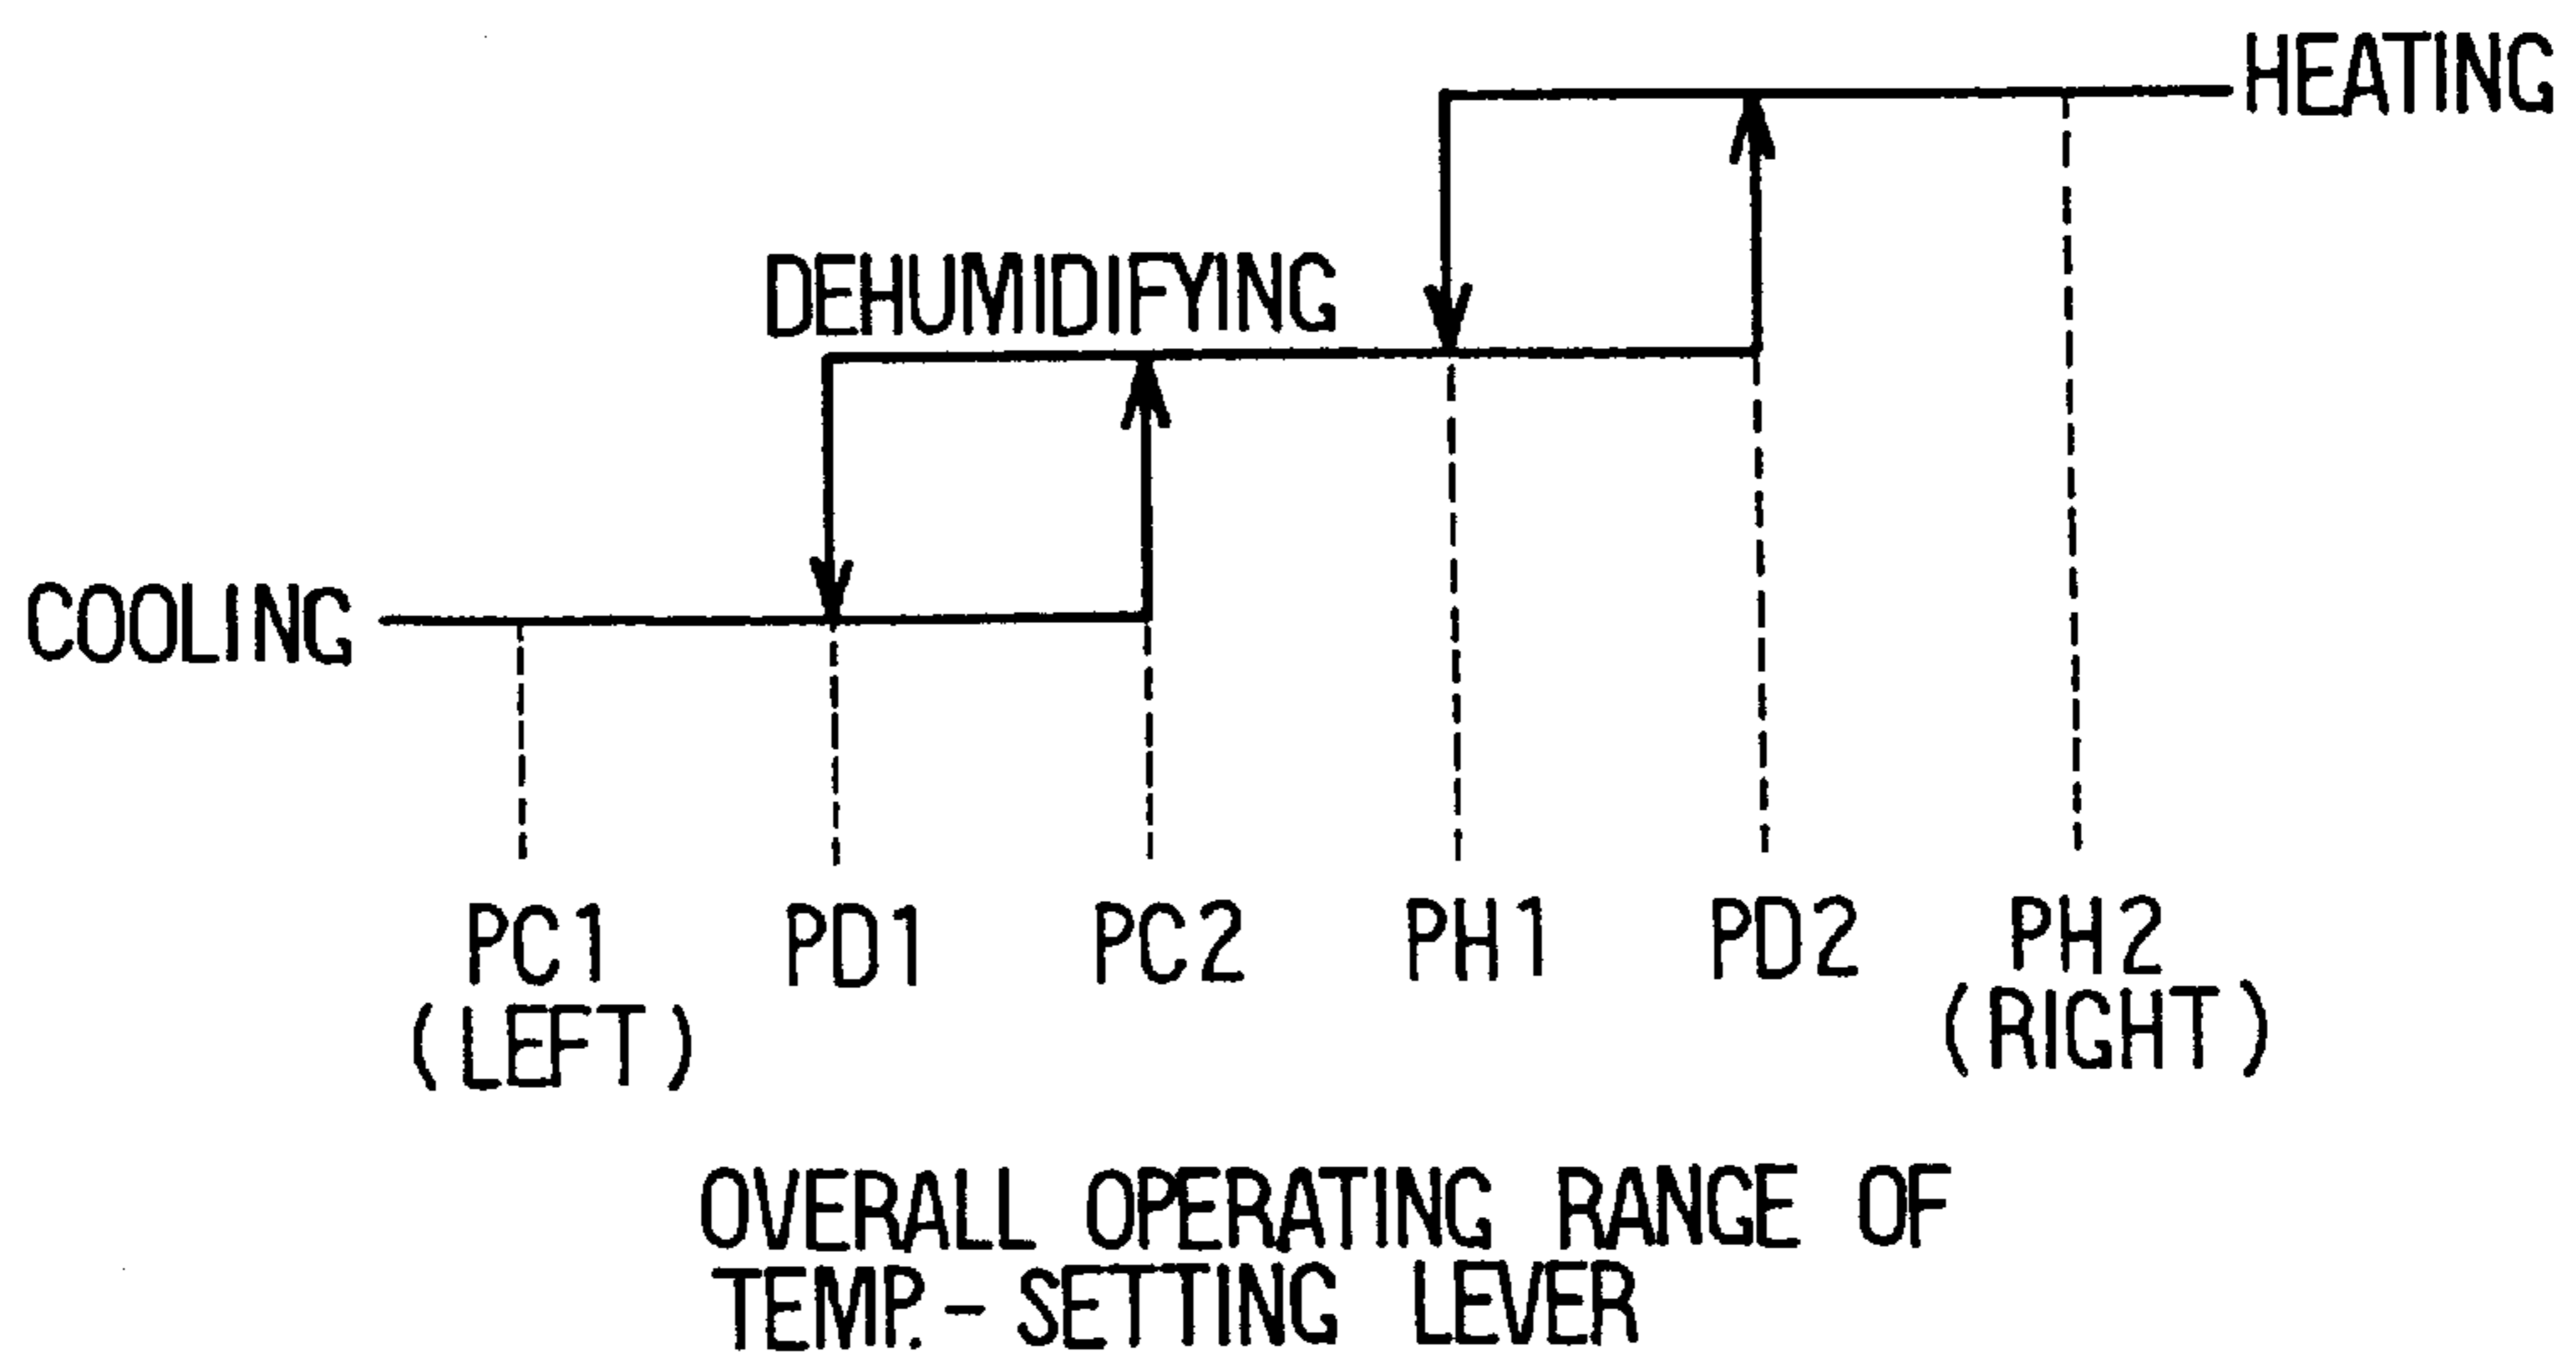 HEATING
DEHUMIDIFYING
COOLING
PC1 PD1 PC2 PH1 PD2 PH2
(LEFT) (RIGHT)
OVERALL OPERATING RANGE OF
TEMP.-SETTING LEVER